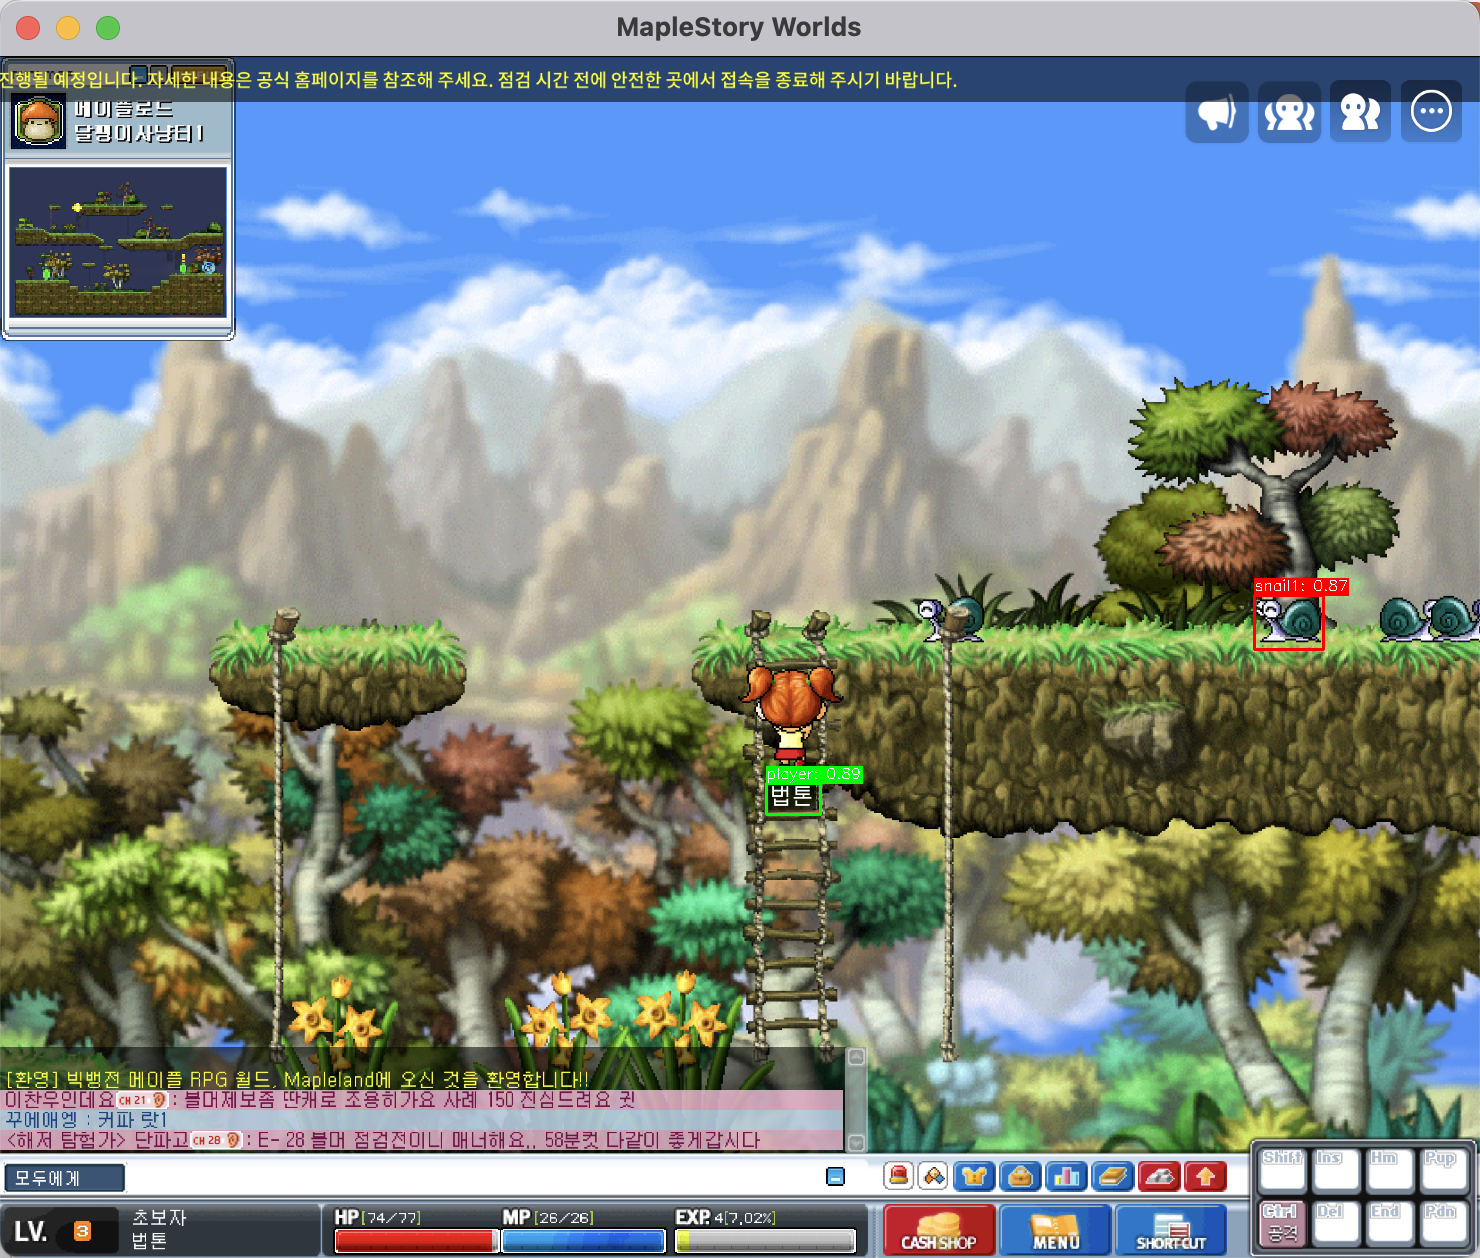 MapleStory Worlds
진행될 예정입니다. 자세한 내용은 공식 홈페이지를 참조해 주세요. 점검 시간 전에 안전한 곳에서 접속을 종료해 주시기 바랍니다.
메이플로드
달팽이사냥터1
snail1: 0.87
player: 0.89
법톤
[환영] 빅뱅전 메이플 RPG 월드, Mapleland에 오신 것을 환영합니다!!
이찬우인데요 CH 21 : 불머제보좀 딴캐로 조용히가요 사례 150 진심드려요 귓
꾸에애엥 : 커파 랏1
<해저 탐험가> 단파고 CH 28 : E- 28 불머 점검전이니 매너해요.. 58분컷 다같이 좋게갑시다
모두에게
Shift Ins Hm Pup
Ctrl Del End Pdn
공격
LV. 3
초보자
법톤
HP[74/77] MP[26/26] EXP. 4[7.02%]
CASH SHOP MENU SHORT CUT